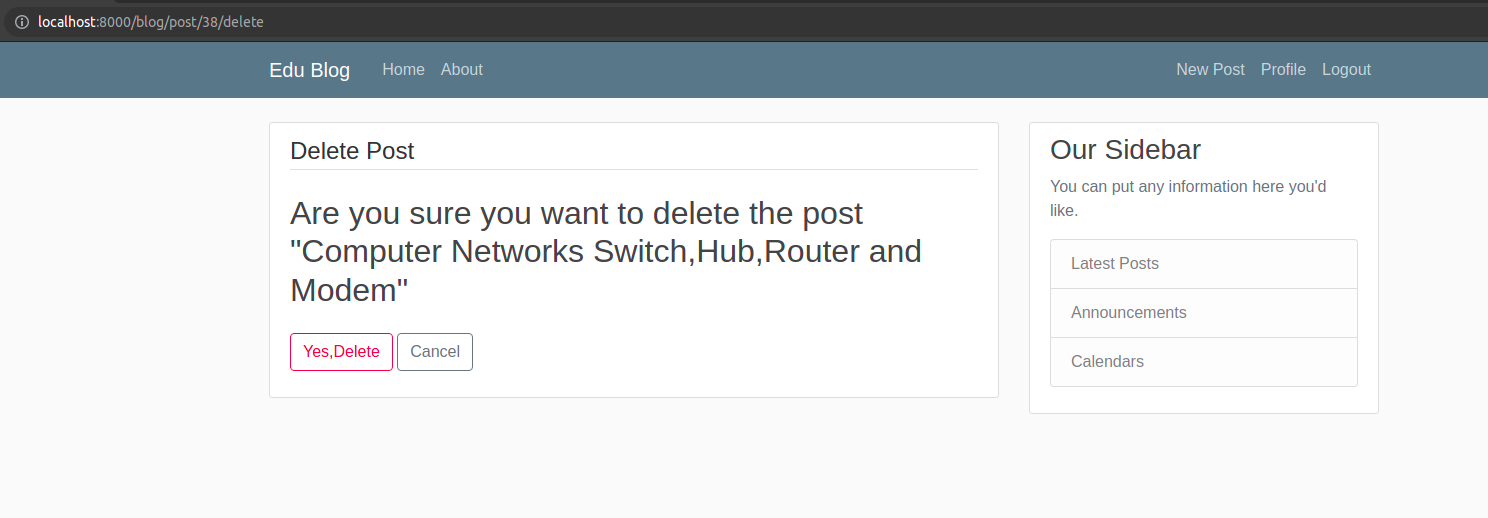 localhost:8000/blog/post/38/delete
Edu Blog Home About New Post Profile Logout
Delete Post
Are you sure you want to delete the post
"Computer Networks Switch,Hub,Router and
Modem"
Yes,Delete Cancel
Our Sidebar
You can put any information here you'd
like.
Latest Posts
Announcements
Calendars